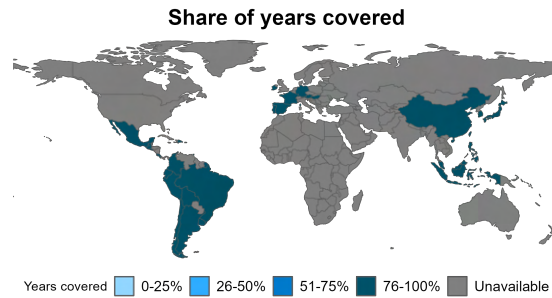 Share of years covered
Years covered 0-25% 26-50% 51-75% 76-100% Unavailable